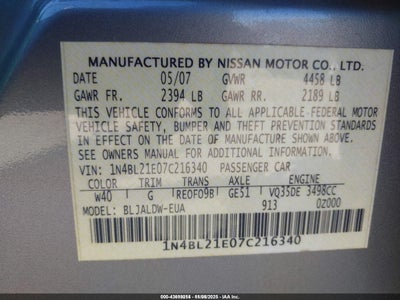 MANUFACTURED BY NISSAN MOTOR CO., LTD.
DATE 05/07 GVWR 4458 LB
GAWR FR. 2394 LB GAWR RR. 2189 LB
THIS VEHICLE CONFORMS TO ALL APPLICABLE FEDERAL MOTOR
VEHICLE SAFETY, BUMPER AND THEFT PREVENTION STANDARDS
IN EFFECT ON THE DATE OF MANUFACTURE SHOWN ABOVE.
SEE OWNERS MANUAL FOR ADDITIONAL INFORMATION
VIN: 1N4BL21E07C216340 PASSENGER CAR
COLOR TRIM TRANS AXLE ENGINE
W40 G RE0F09B GE51 VQ35DE 3498CC
MODEL: BLJALDW-EUA 913 0Z000
1N4BL21E07C216340